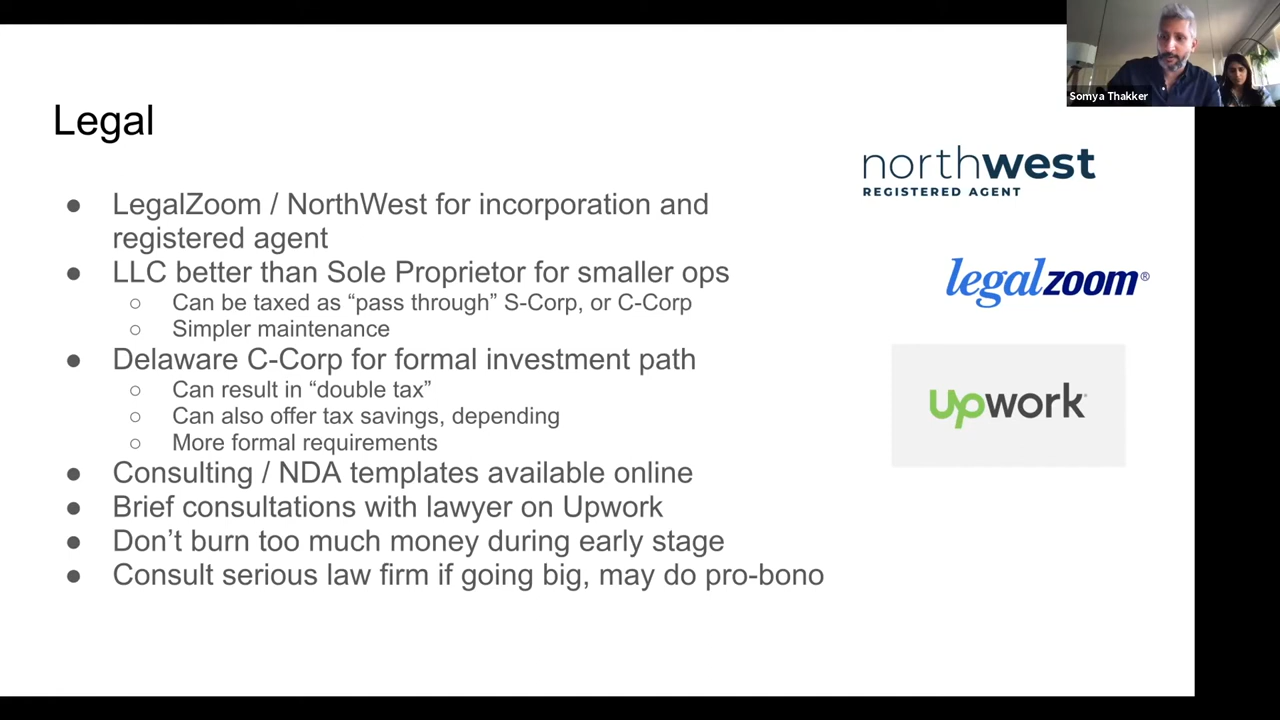 Somya Thakker
Legal
● LegalZoom / NorthWest for incorporation and
registered agent
● LLC better than Sole Proprietor for smaller ops
○ Can be taxed as “pass through” S-Corp, or C-Corp
○ Simpler maintenance
● Delaware C-Corp for formal investment path
○ Can result in “double tax”
○ Can also offer tax savings, depending
○ More formal requirements
● Consulting / NDA templates available online
● Brief consultations with lawyer on Upwork
● Don’t burn too much money during early stage
● Consult serious law firm if going big, may do pro-bono
northwest
REGISTERED AGENT
legalzoom®
upwork